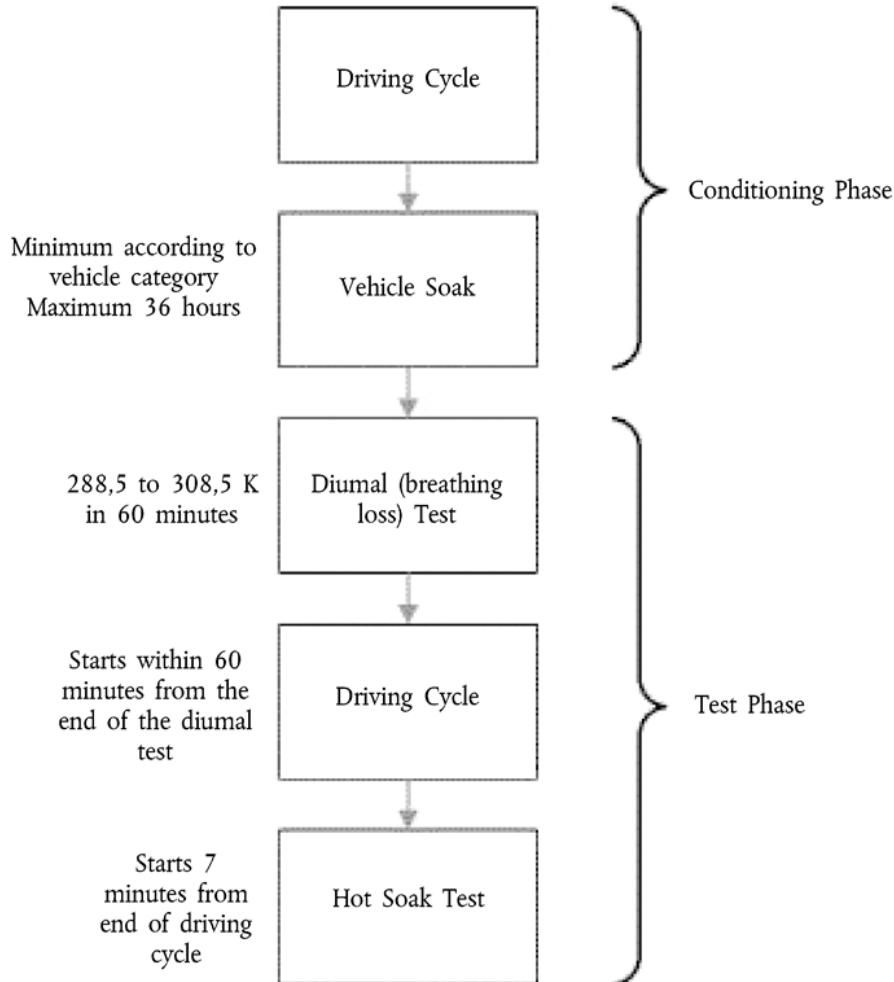 Driving Cycle
Conditioning Phase
Minimum according to
vehicle category
Maximum 36 hours
Vehicle Soak
288,5 to 308,5 K
in 60 minutes
Diumal (breathing
loss) Test
Starts within 60
minutes from the
end of the diumal
test
Driving Cycle
Test Phase
Starts 7
minutes from
end of driving
cycle
Hot Soak Test